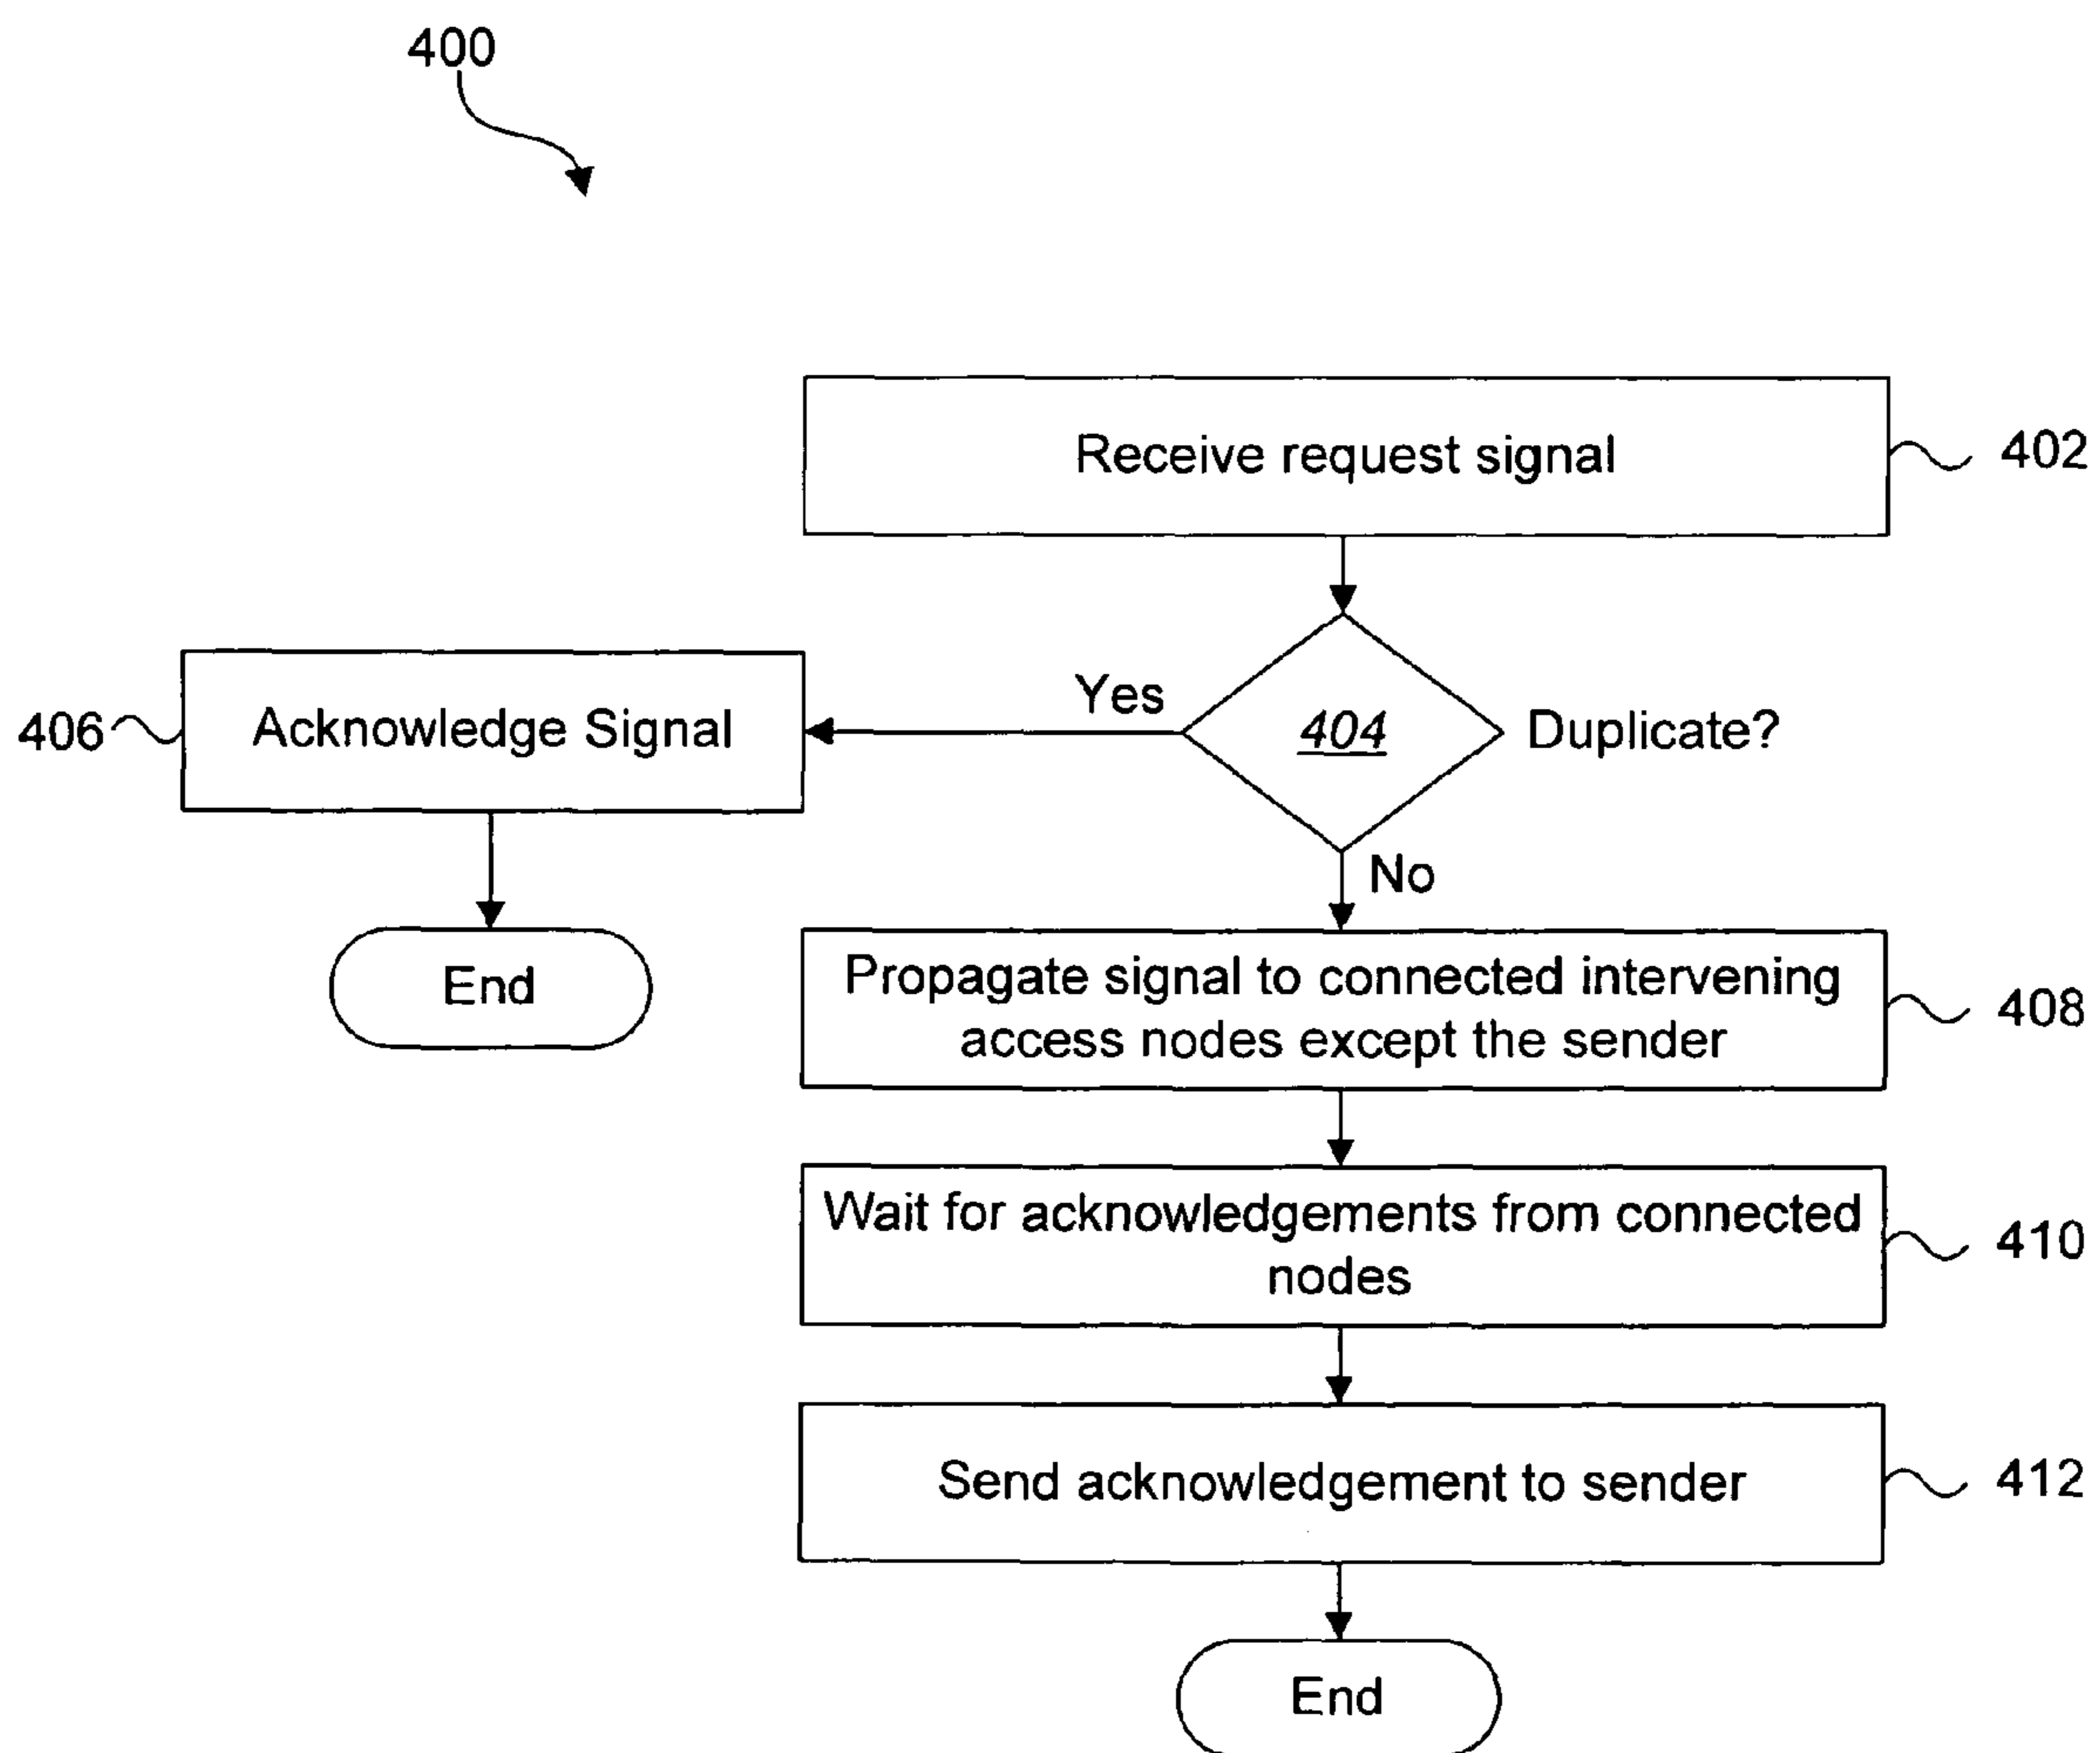 400
Receive request signal
402
Yes
404
Duplicate?
406
Acknowledge Signal
No
End
Propagate signal to connected intervening
access nodes except the sender
408
Wait for acknowledgements from connected
nodes
410
Send acknowledgement to sender
412
End